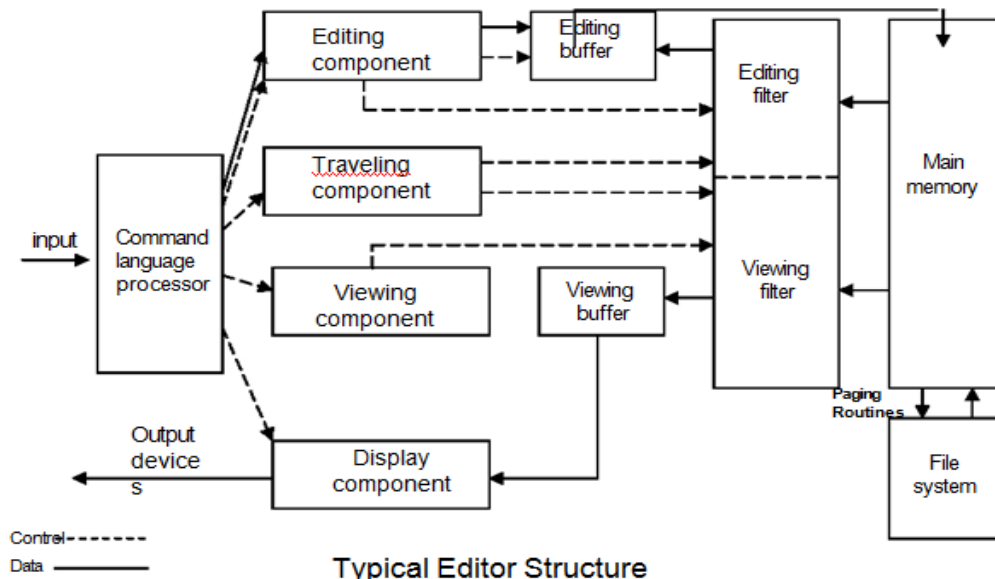 Editing
component
Editing
buffer
Editing
filter
Traveling
component
Main
memory
input
Command
language
processor
Viewing
component
Viewing
buffer
Viewing
filter
Paging
Routines
Output
device
s
Display
component
File
system
Control
Data
Typical Editor Structure